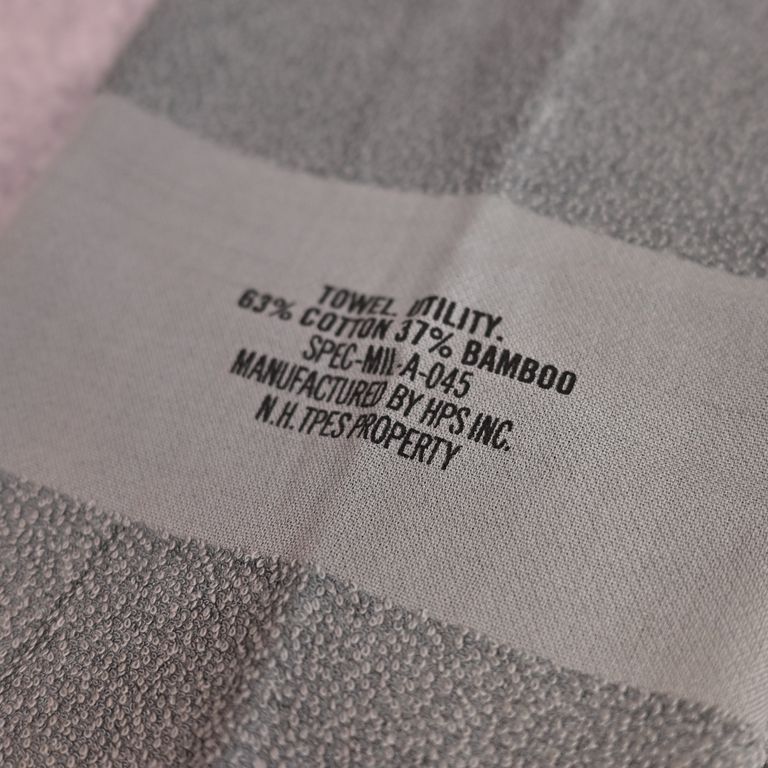 TOWEL, UTILITY.
63% COTTON 37% BAMBOO
SPEC-MIL-A-045
MANUFACTURED BY HPS INC.
N.H. TPES PROPERTY